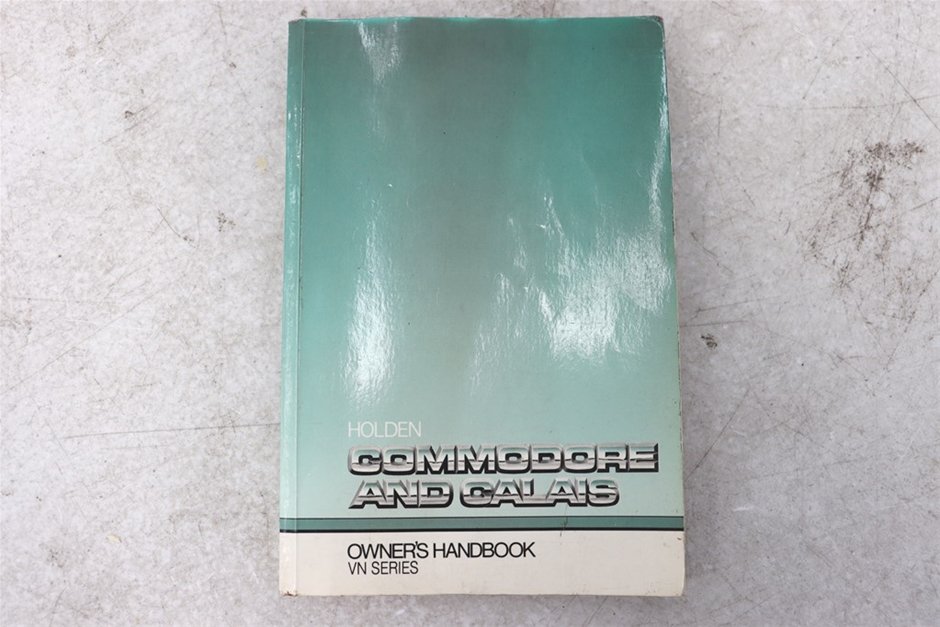 HOLDEN
COMMODORE
AND CALAIS
OWNER'S HANDBOOK
VN SERIES